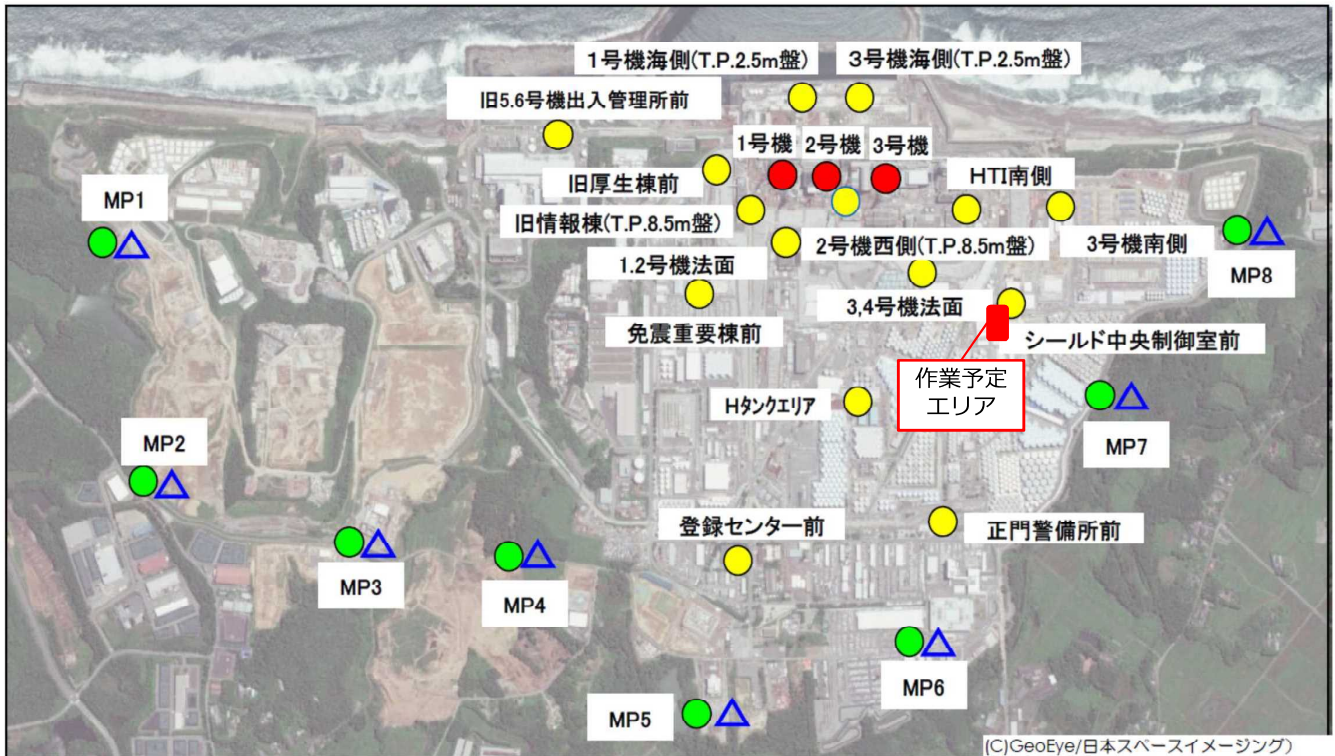 1号機海側(T.P.2.5m盤)
3号機海側(T.P.2.5m盤)
旧5.6号機出入管理所前
1号機
2号機
3号機
旧厚生棟前
HTI南側
MP1
旧情報棟(T.P.8.5m盤)
2号機西側(T.P.8.5m盤)
3号機南側
MP8
1.2号機法面
3,4号機法面
免震重要棟前
シールド中央制御室前
作業予定
エリア
Hタンクエリア
MP2
MP7
登録センター前
正門警備所前
MP3
MP4
MP6
MP5
(C)GeoEye/日本スペースイメージング)